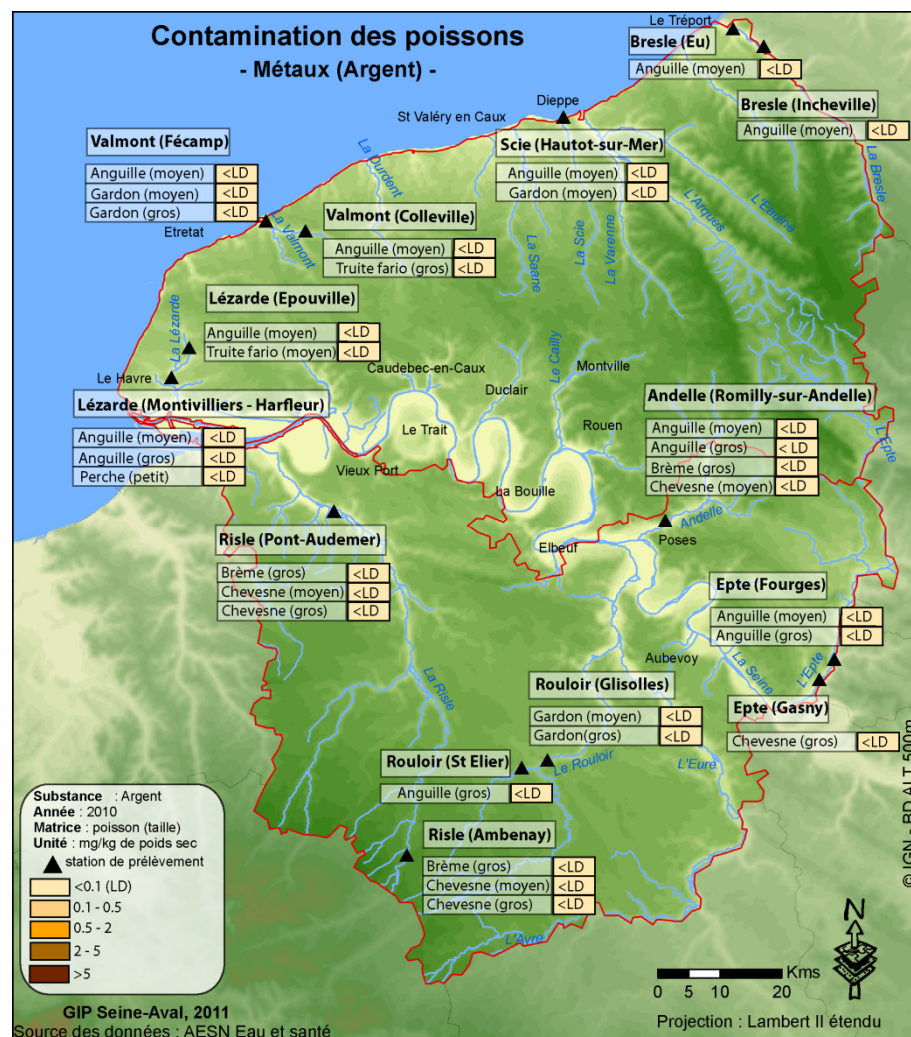 Contamination des poissons
- Métaux (Argent) -
Le Tréport
Bresle (Eu)
Anguille (moyen) <LD
Bresle (Incheville)
Anguille (moyen) <LD
La Bresle
Dieppe
St Valéry en Caux
Scie (Hautot-sur-Mer)
Anguille (moyen) <LD
Gardon (moyen) <LD
Valmont (Fécamp)
Anguille (moyen) <LD
Gardon (moyen) <LD
Gardon (gros) <LD
Etretat
La Valmont
La Durdent
Valmont (Colleville)
Anguille (moyen) <LD
Truite fario (gros) <LD
La Saane
La Scie
La Varenne
L'Arques
L'Eaulne
Lézarde (Epouville)
Anguille (moyen) <LD
Truite fario (moyen) <LD
La Lézarde
Le Havre
Lézarde (Montivilliers - Harfleur)
Anguille (moyen) <LD
Anguille (gros) <LD
Perche (petit) <LD
Caudebec-en-Caux
Duclair
Le Cailly
Montville
Rouen
Le Trait
Vieux Port
La Bouille
Elbeuf
Andelle (Romilly-sur-Andelle)
Anguille (moyen) <LD
Anguille (gros) <LD
Brème (gros) <LD
Chevesne (moyen) <LD
L'Epte
Andelle
Poses
Risle (Pont-Audemer)
Brème (gros) <LD
Chevesne (moyen) <LD
Chevesne (gros) <LD
La Risle
Epte (Fourges)
Anguille (moyen) <LD
Anguille (gros) <LD
Aubevoy
La Seine
L'Epte
Epte (Gasny)
Chevesne (gros) <LD
Rouloir (Glisolles)
Gardon (moyen) <LD
Gardon(gros) <LD
L'Eure
Le Rouloir
Rouloir (St Elier)
Anguille (gros) <LD
Risle (Ambenay)
Brème (gros) <LD
Chevesne (moyen) <LD
Chevesne (gros) <LD
L'Avre
Substance : Argent
Année : 2010
Matrice : poisson (taille)
Unité : mg/kg de poids sec
station de prélèvement
<0.1 (LD)
0.1 - 0.5
0.5 - 2
2 - 5
>5
GIP Seine-Aval, 2011
Source des données : AESN Eau et santé
N
Kms
0 5 10 20
Projection : Lambert II étendu
© IGN - BD ALT 500m